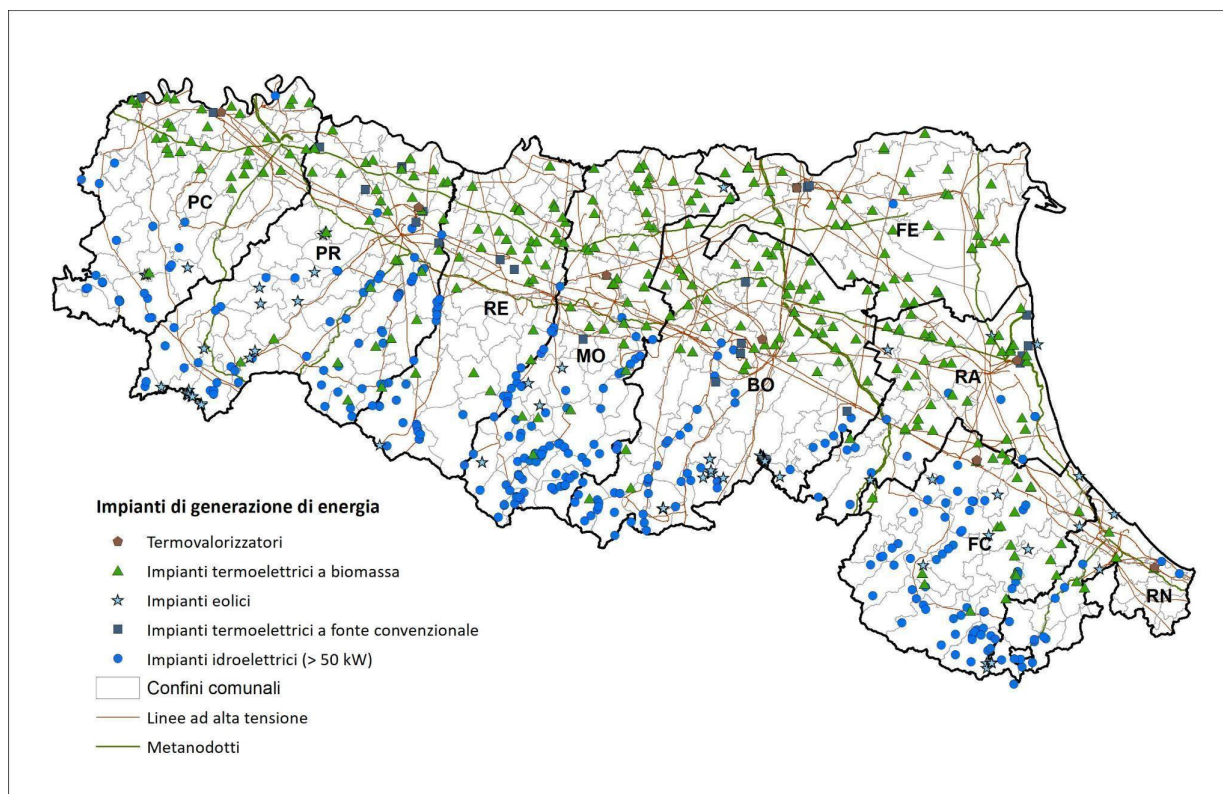 PC
PR
RE
MO
BO
FE
RA
FC
RN
Impianti di generazione di energia
Termovalorizzatori
Impianti termoelettrici a biomassa
Impianti eolici
Impianti termoelettrici a fonte convenzionale
Impianti idroelettrici (> 50 kW)
Confini comunali
Linee ad alta tensione
Metanodotti